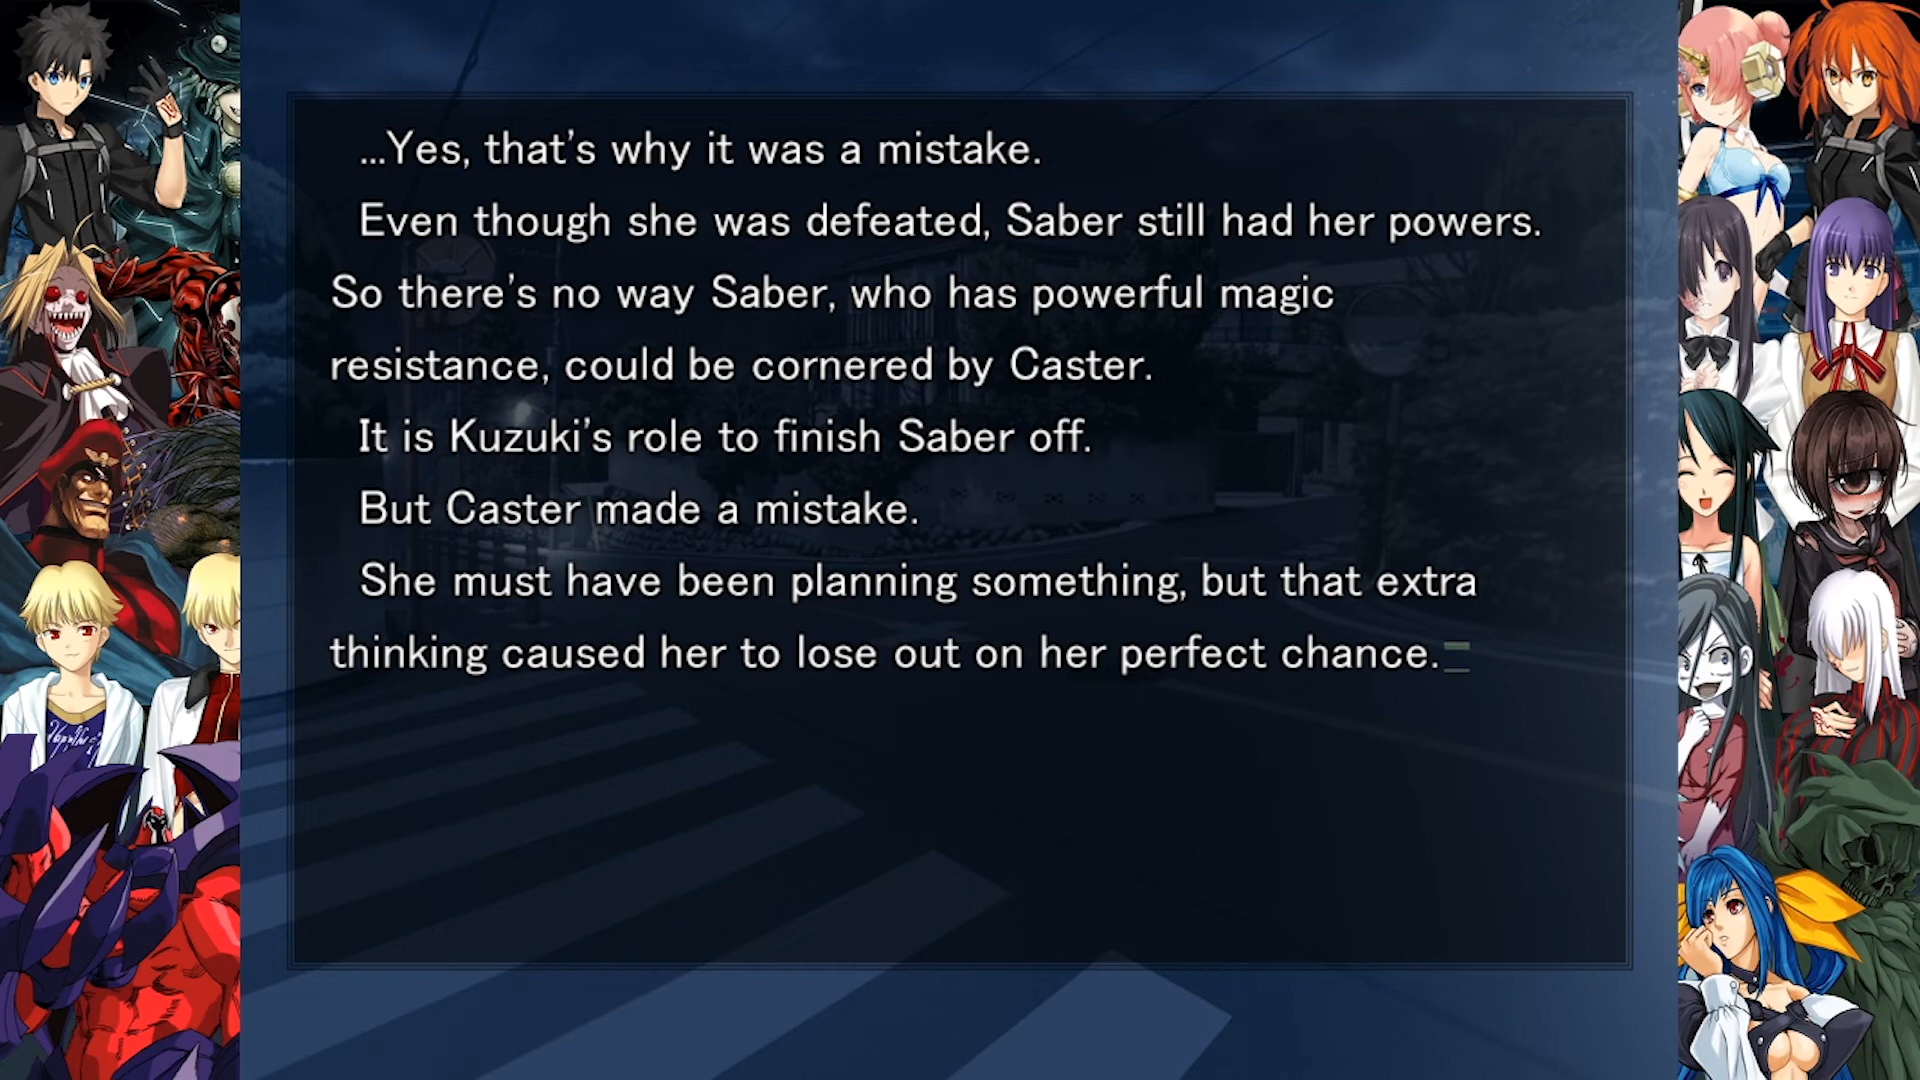 ...Yes, that's why it was a mistake.
Even though she was defeated, Saber still had her powers.
So there's no way Saber, who has powerful magic
resistance, could be cornered by Caster.
It is Kuzuki's role to finish Saber off.
But Caster made a mistake.
She must have been planning something, but that extra
thinking caused her to lose out on her perfect chance.